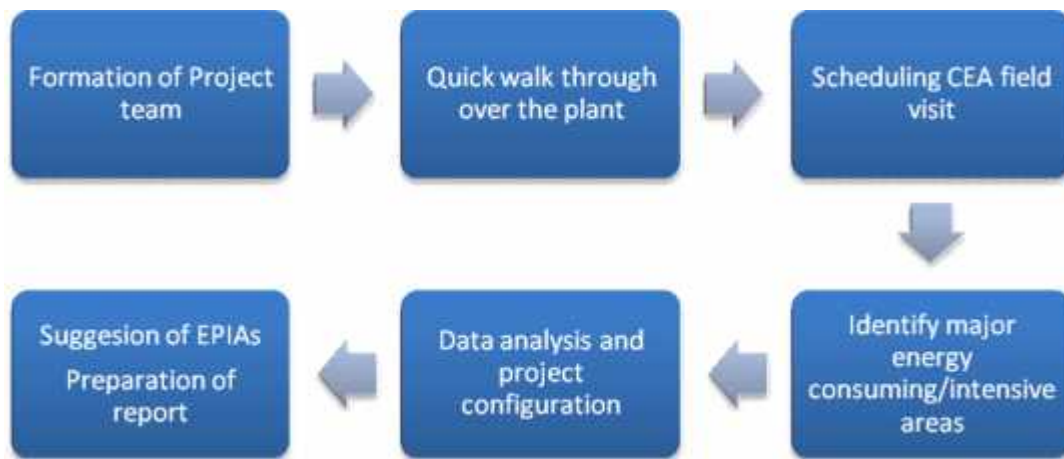 Formation of Project
team
Quick walk through
over the plant
Scheduling CEA field
visit
Identify major
energy
consuming/intensive
areas
Data analysis and
project
configuration
Suggesion of EPIAs
Preparation of
report